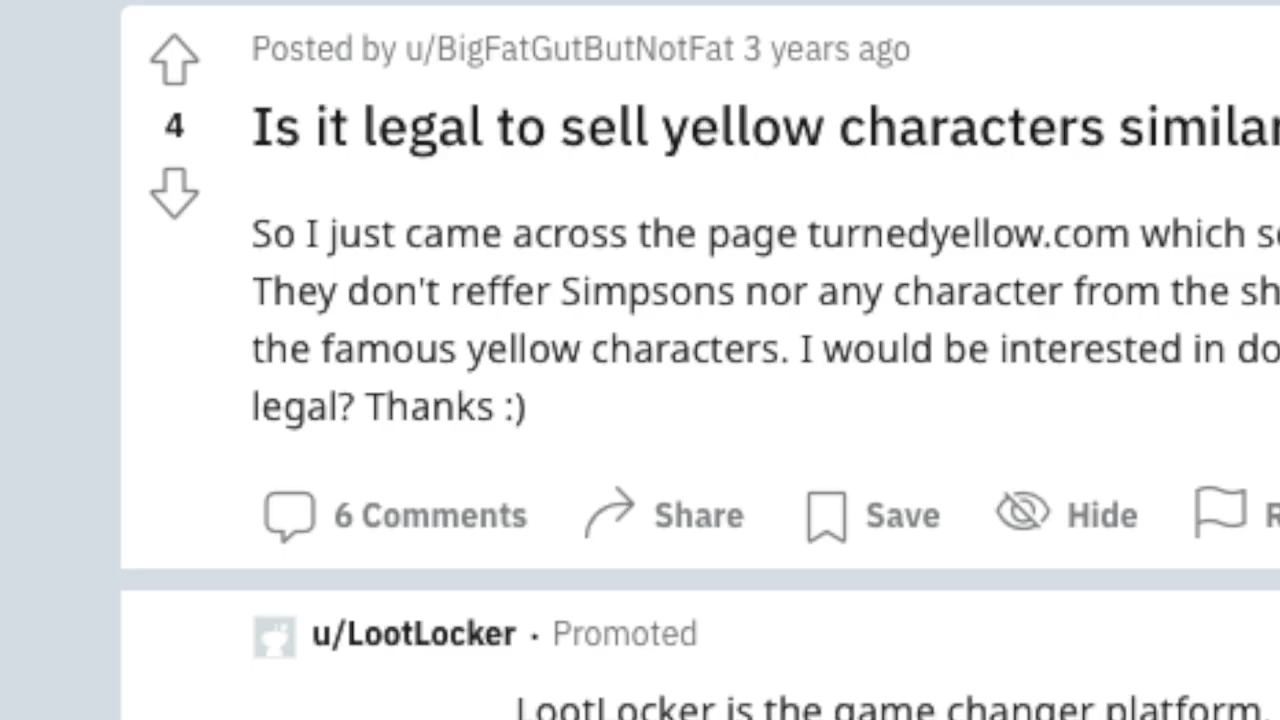 Posted by u/BigFatGutButNotFat 3 years ago
4
Is it legal to sell yellow characters similar
So I just came across the page turnedyellow.com which
They don't reffer Simpsons nor any character from the
the famous yellow characters. I would be interested in
legal? Thanks :)
6 Comments Share Save Hide
u/LootLocker · Promoted
LootLocker is the game changer platform